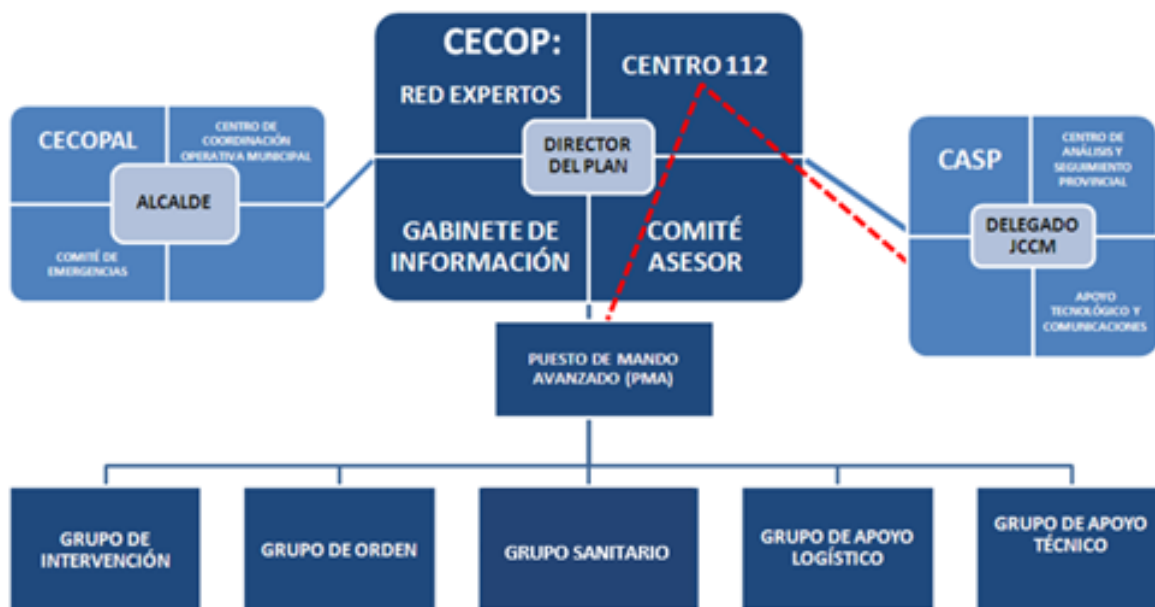 CECOP:
RED EXPERTOS
CENTRO 112
DIRECTOR
DEL PLAN
GABINETE DE
INFORMACIÓN
COMITÉ
ASESOR
CECOPAL
CENTRO DE
COORDINACIÓN
OPERATIVA MUNICIPAL
ALCALDE
COMITÉ DE
EMERGENCIAS
CASP
CENTRO DE
ANÁLISIS Y
SEGUIMIENTO
PROVINCIAL
DELEGADO
JCCM
APOYO
TECNOLÓGICO Y
COMUNICACIONES
PUESTO DE MANDO
AVANZADO (PMA)
GRUPO DE
INTERVENCIÓN
GRUPO DE ORDEN
GRUPO SANITARIO
GRUPO DE APOYO
LOGÍSTICO
GRUPO DE APOYO
TÉCNICO